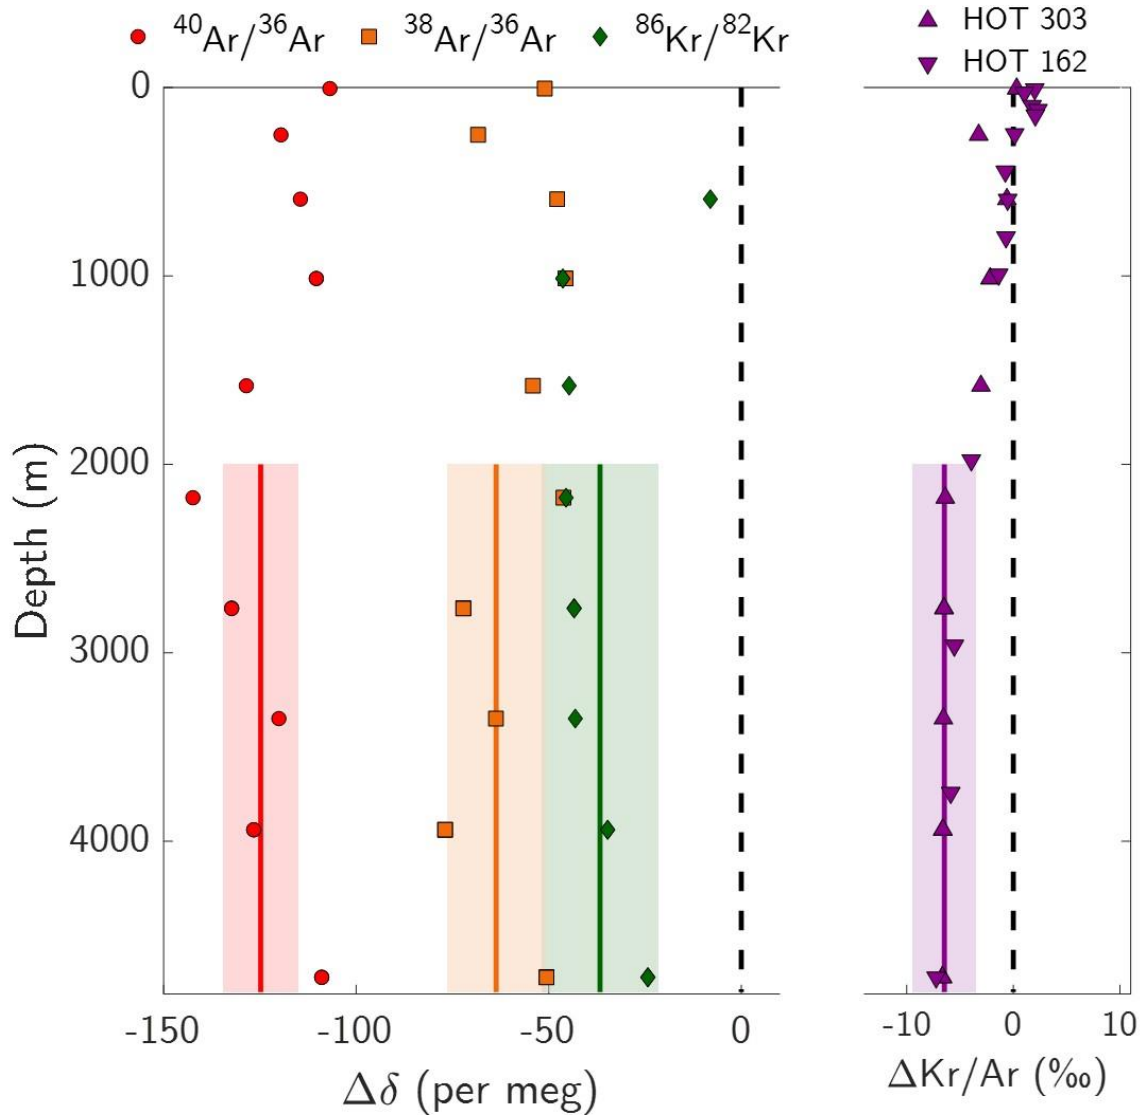 ⁴⁰Ar/³⁶Ar ³⁸Ar/³⁶Ar ⁸⁶Kr/⁸²Kr
HOT 303
HOT 162
0
1000
2000
3000
4000
Depth (m)
-150 -100 -50 0
Δδ (per meg)
-10 0 10
ΔKr/Ar (‰)